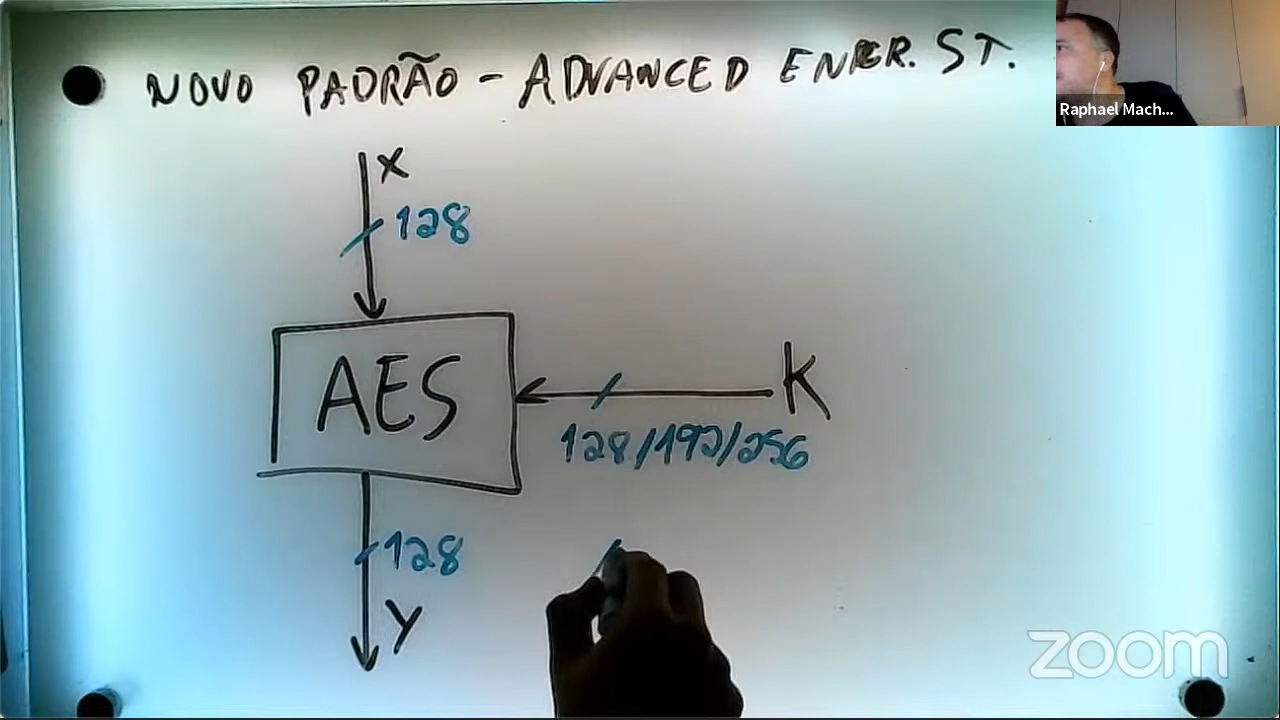 NOVO PADRÃO - ADVANCED ENCR. ST.
Raphael Mach...
X
128
AES
K
128/192/256
128
Y
zoom